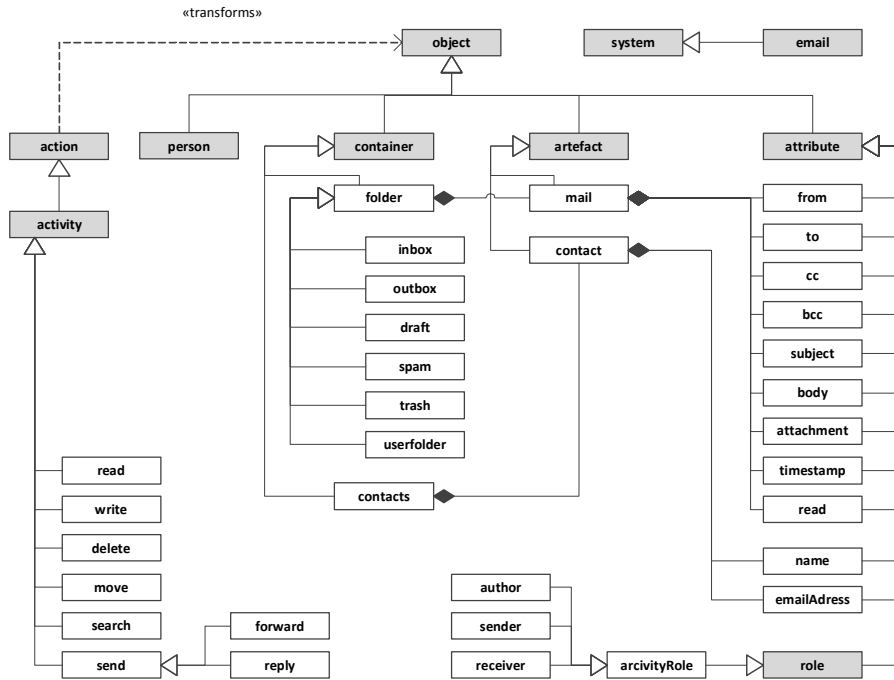 «transforms»
object
system
email
action
person
container
artefact
attribute
folder
mail
from
activity
inbox
contact
to
outbox
cc
draft
bcc
spam
subject
trash
body
userfolder
attachment
read
contacts
timestamp
write
read
delete
name
move
author
emailAdress
search
forward
sender
send
reply
receiver
arcivityRole
role